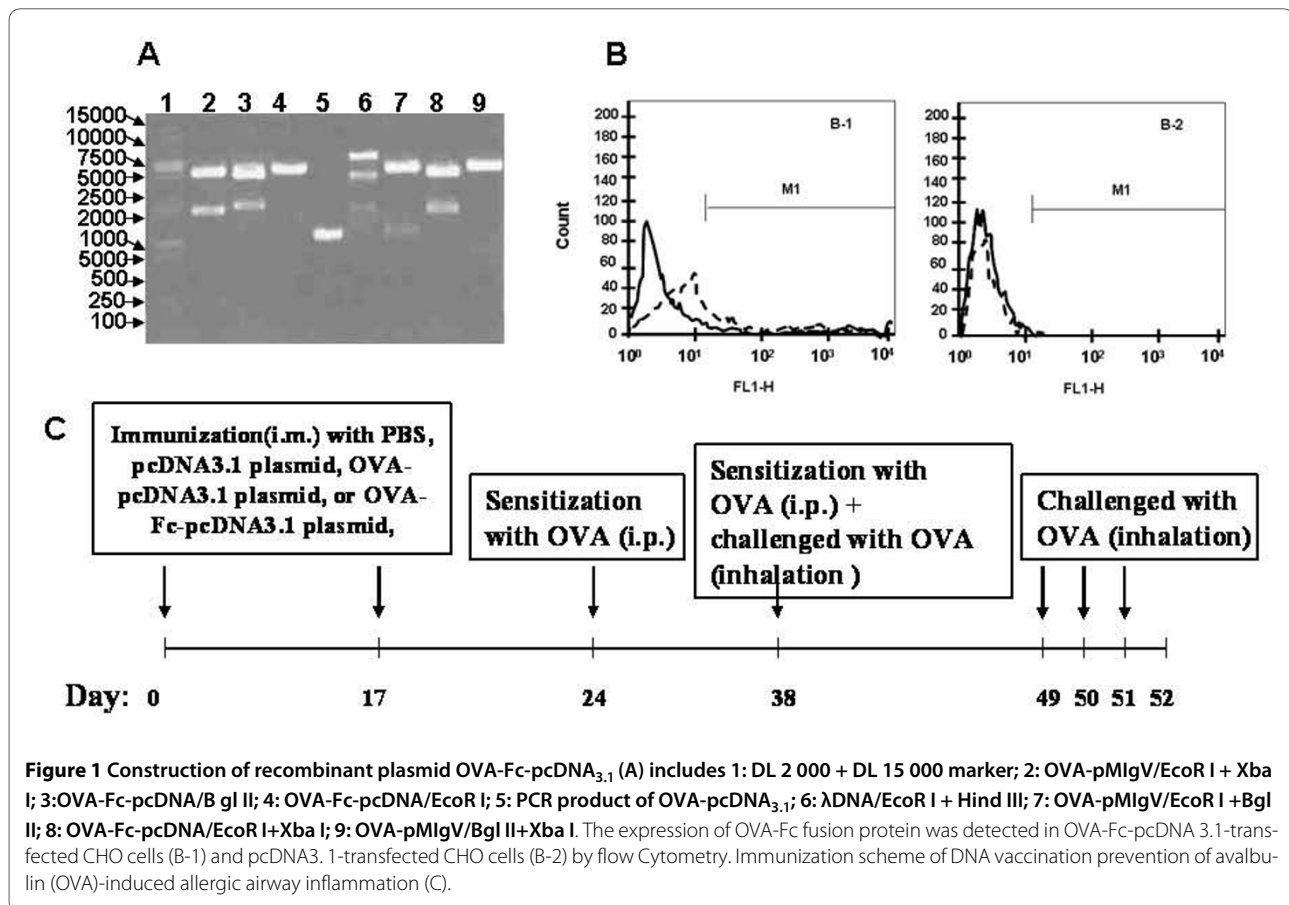 A
1 2 3 4 5 6 7 8 9
15000
10000
7500
5000
2500
2000
1000
5000
500
250
100
B
B-1
M1
Count
200
180
160
140
120
100
80
60
40
20
0
10⁰ 10¹ 10² 10³ 10⁴
FL1-H
B-2
M1
200
180
160
140
120
100
80
60
40
20
0
10⁰ 10¹ 10² 10³ 10⁴
FL1-H
C
Immunization(i.m.) with PBS,
pcDNA3.1 plasmid, OVA-
pcDNA3.1 plasmid, or OVA-
Fc-pcDNA3.1 plasmid,
Sensitization
with OVA (i.p.)
Sensitization with
OVA (i.p.) +
challenged with OVA
(inhalation )
Challenged with
OVA (inhalation)
Day: 0 17 24 38 49 50 51 52
Figure 1 Construction of recombinant plasmid OVA-Fc-pcDNA3.1 (A) includes 1: DL 2 000 + DL 15 000 marker; 2: OVA-pMIgV/EcoR I + Xba
I; 3:OVA-Fc-pcDNA/B gl II; 4: OVA-Fc-pcDNA/EcoR I; 5: PCR product of OVA-pcDNA3.1; 6: λDNA/EcoR I + Hind III; 7: OVA-pMIgV/EcoR I +Bgl
II; 8: OVA-Fc-pcDNA/EcoR I+Xba I; 9: OVA-pMIgV/Bgl II+Xba I. The expression of OVA-Fc fusion protein was detected in OVA-Fc-pcDNA 3.1-trans-
fected CHO cells (B-1) and pcDNA3. 1-transfected CHO cells (B-2) by flow Cytometry. Immunization scheme of DNA vaccination prevention of avalbu-
lin (OVA)-induced allergic airway inflammation (C).